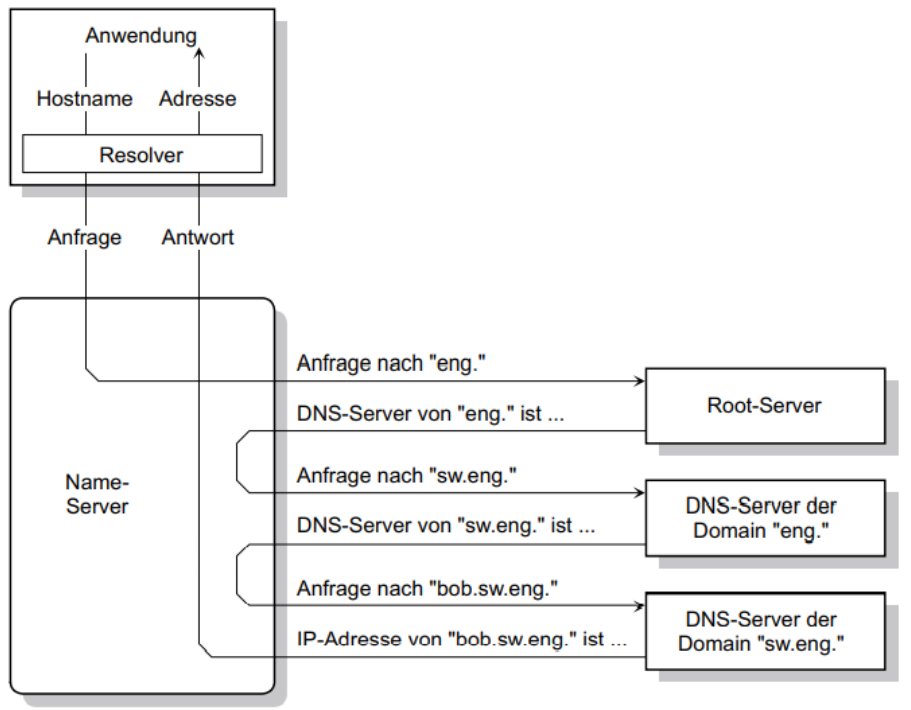 Anwendung
Hostname
Adresse
Resolver
Anfrage
Antwort
Name-
Server
Anfrage nach "eng."
DNS-Server von "eng." ist ...
Root-Server
Anfrage nach "sw.eng."
DNS-Server von "sw.eng." ist ...
DNS-Server der
Domain "eng."
Anfrage nach "bob.sw.eng."
IP-Adresse von "bob.sw.eng." ist ...
DNS-Server der
Domain "sw.eng."